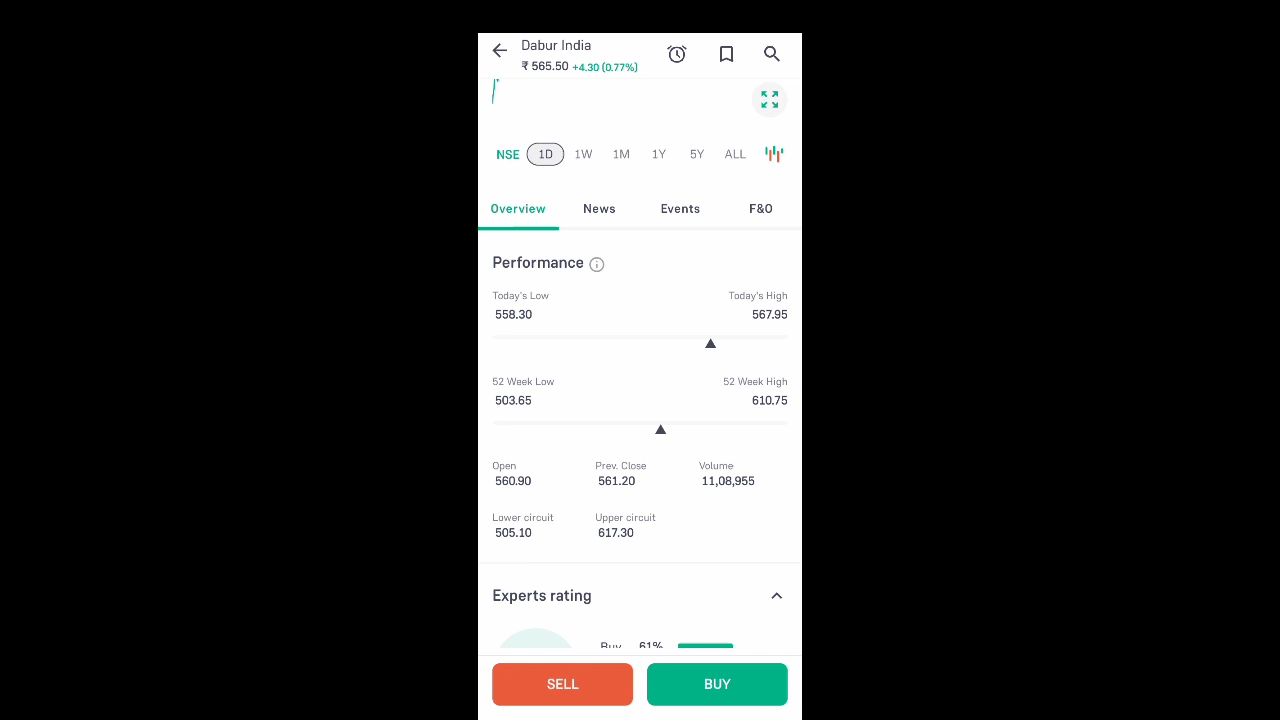 Dabur India
₹ 565.50 +4.30 (0.77%)
NSE 1D 1W 1M 1Y 5Y ALL
Overview News Events F&O
Performance
Today's Low Today's High
558.30 567.95
52 Week Low 52 Week High
503.65 610.75
Open Prev. Close Volume
560.90 561.20 11,08,955
Lower circuit Upper circuit
505.10 617.30
Experts rating
Buy 61%
SELL BUY